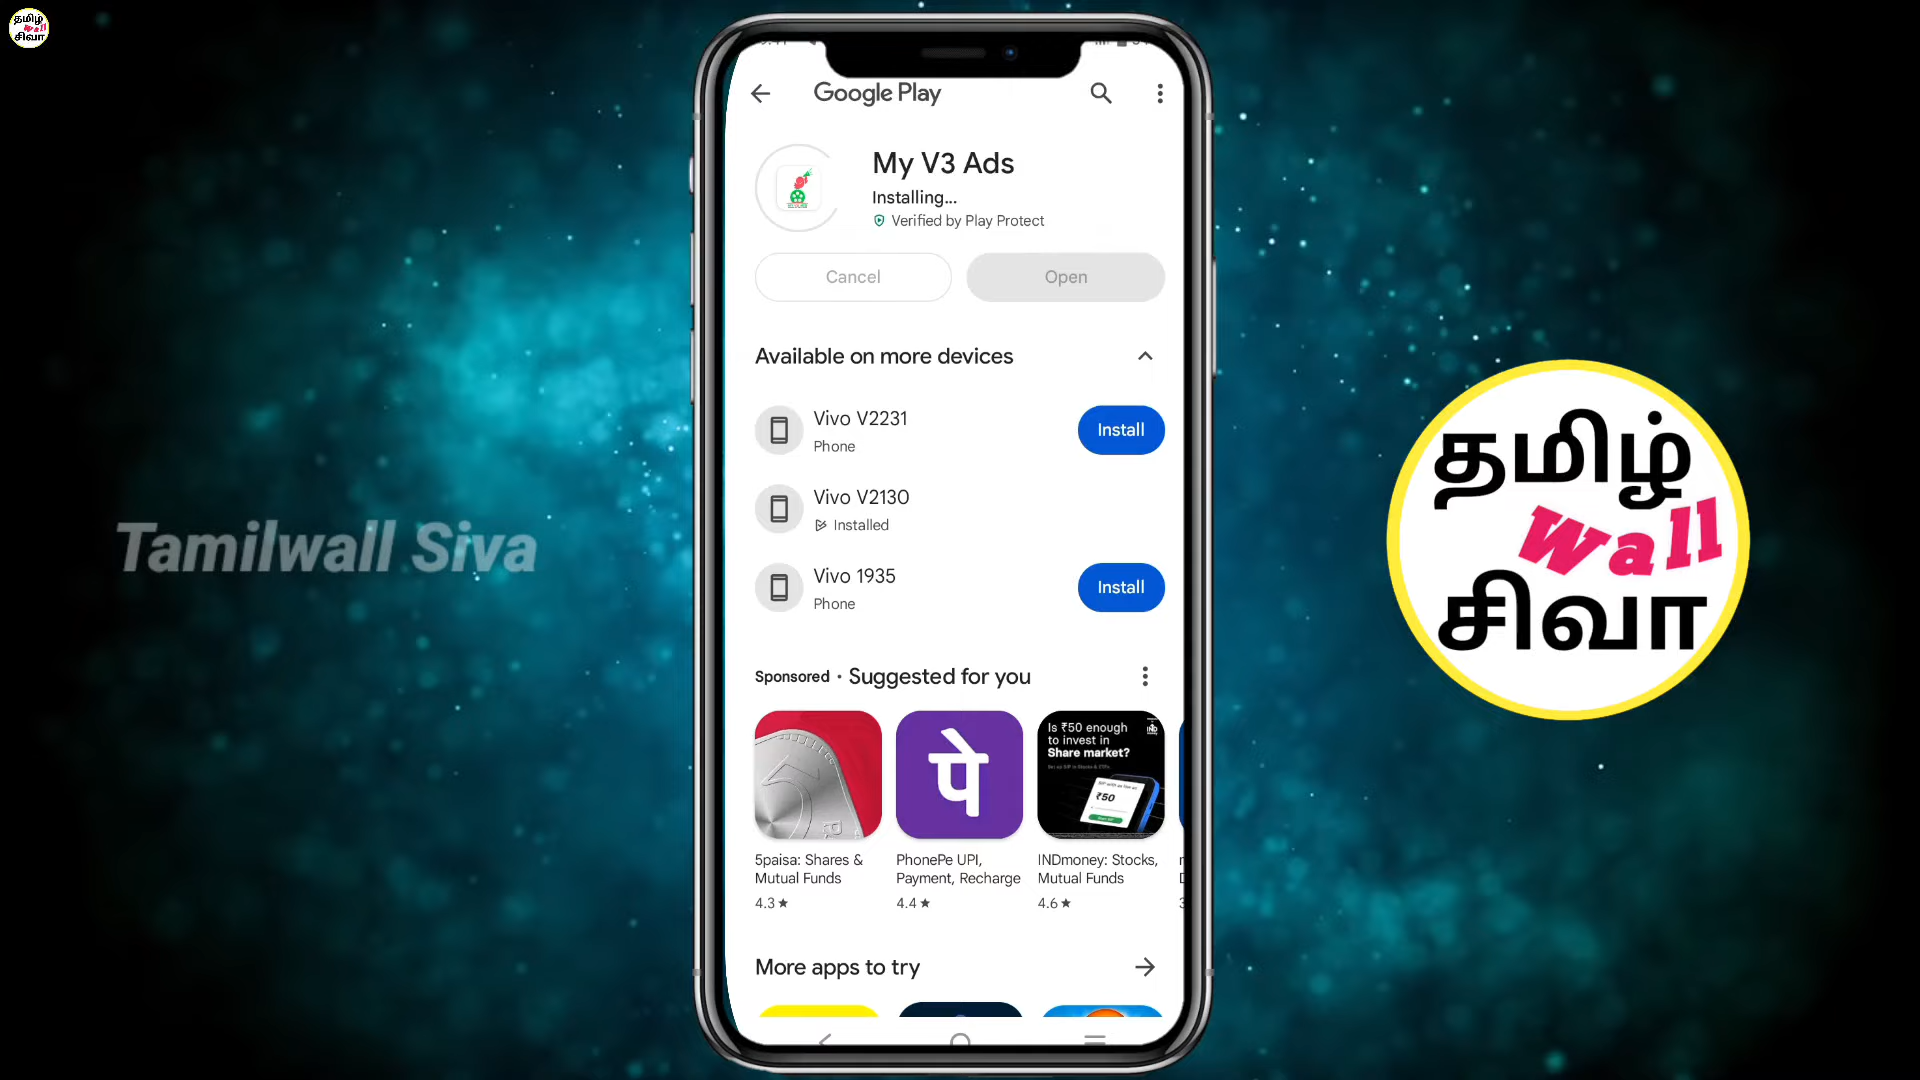 தமிழ்
Wall
சிவா
Google Play
My V3 Ads
Installing...
Verified by Play Protect
Cancel
Open
Available on more devices
Vivo V2231
Phone
Install
Vivo V2130
Installed
Vivo 1935
Phone
Install
Tamilwall Siva
தமிழ்
Wall
சிவா
Sponsored • Suggested for you
Is ₹50 enough
to invest in
Share market?
₹50
பே
5paisa: Shares &
Mutual Funds
4.3 ★
PhonePe UPI,
Payment, Recharge
4.4 ★
INDmoney: Stocks,
Mutual Funds
4.6 ★
More apps to try